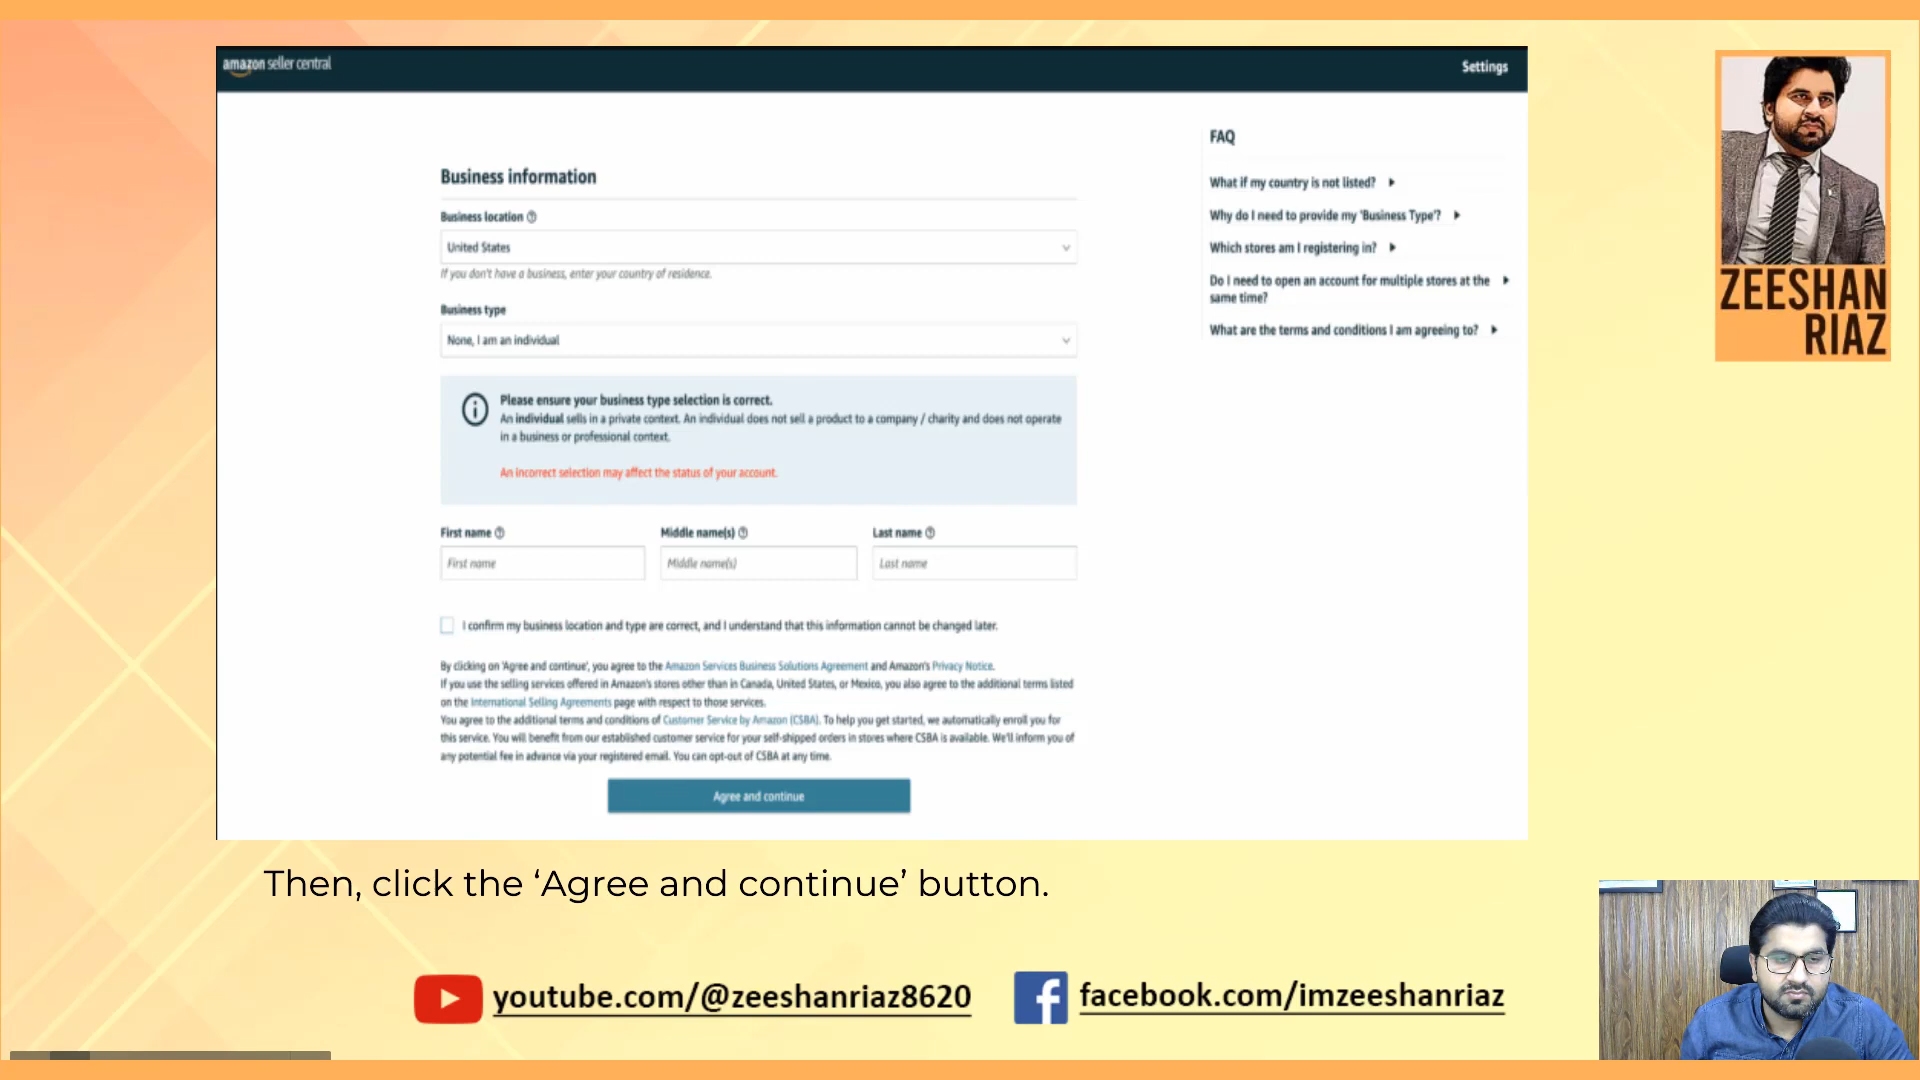 amazon seller central
Settings
Business information
Business location
United States
If you don't have a business, enter your country of residence.
Business type
None, I am an individual
Please ensure your business type selection is correct.
An individual sells in a private context. An individual does not sell a product to a company / charity and does not operate
in a business or professional context.
An incorrect selection may affect the status of your account.
First name
Middle name(s)
Last name
First name
Middle name(s)
Last name
I confirm my business location and type are correct, and I understand that this information cannot be changed later.
By clicking on 'Agree and continue', you agree to the Amazon Services Business Solutions Agreement and Amazon's Privacy Notice.
If you use the selling services offered in Amazon's stores other than in Canada, United States, or Mexico, you also agree to the additional terms listed
on the International Selling Agreements page with respect to those services.
You agree to the additional terms and conditions of Customer Service by Amazon (CSBA). To help you get started, we automatically enroll you for
this service. You will benefit from our established customer service for your self-shipped orders in stores where CSBA is available. We'll inform you of
any potential fee in advance via your registered email. You can opt-out of CSBA at any time.
Agree and continue
FAQ
What if my country is not listed?
Why do I need to provide my 'Business Type'?
Which stores am I registering in?
Do I need to open an account for multiple stores at the
same time?
What are the terms and conditions I am agreeing to?
ZEESHAN
RIAZ
Then, click the ‘Agree and continue’ button.
youtube.com/@zeeshanriaz8620
facebook.com/imzeeshanriaz